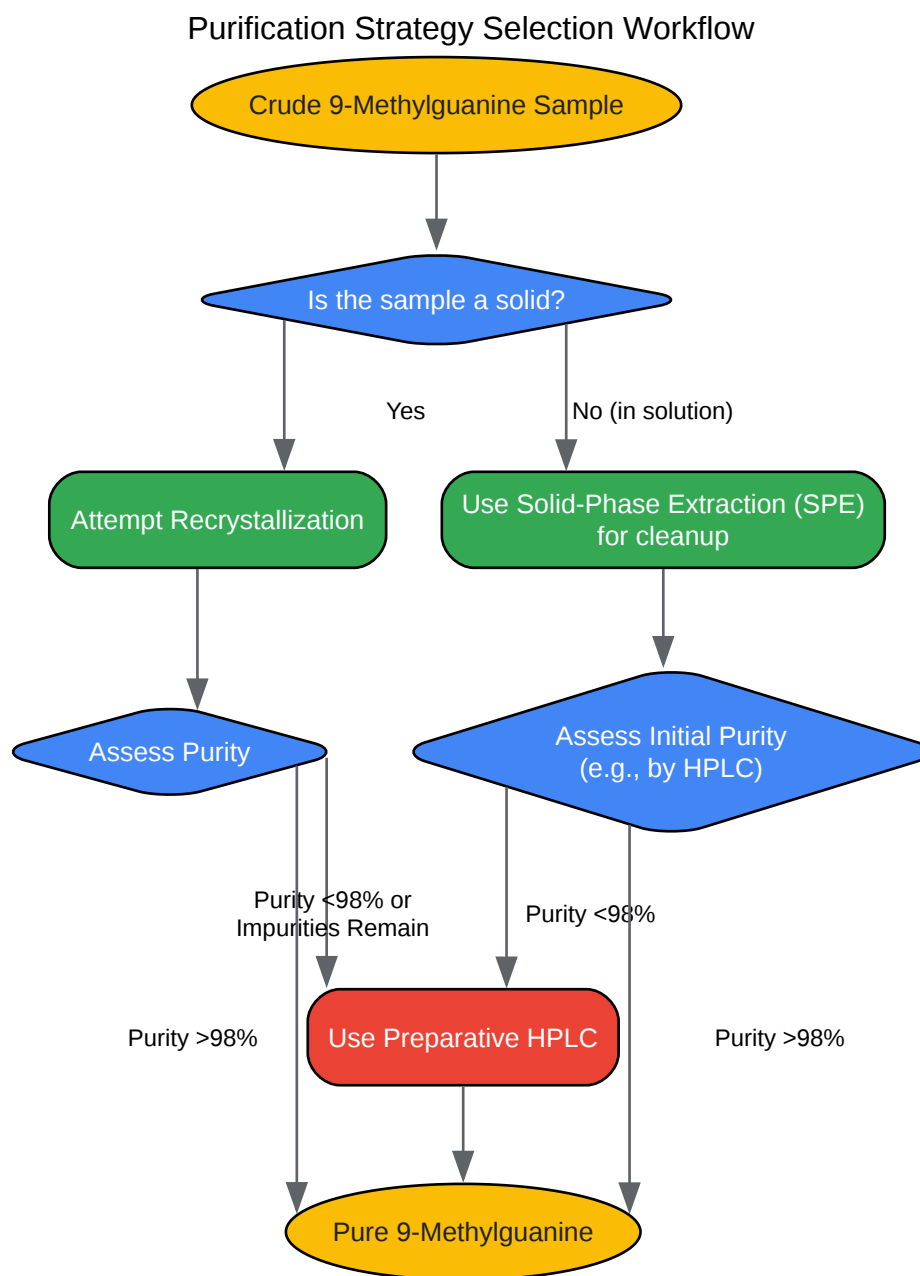 Purification Strategy Selection Workflow
Crude 9-Methylguanine Sample
Is the sample a solid?
Yes
No (in solution)
Attempt Recrystallization
Use Solid-Phase Extraction (SPE)
for cleanup
Assess Purity
Assess Initial Purity
(e.g., by HPLC)
Purity <98% or
Impurities Remain
Purity <98%
Purity >98%
Use Preparative HPLC
Purity >98%
Pure 9-Methylguanine